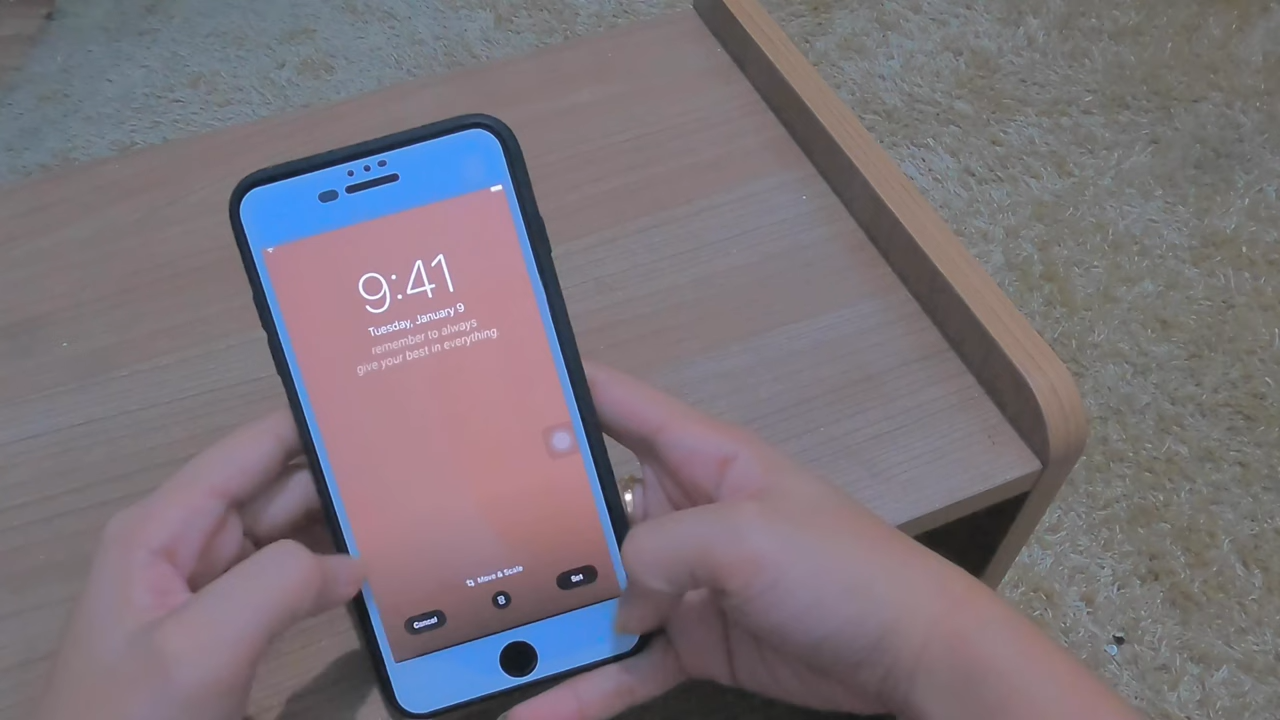 9:41
Tuesday, January 9
remember to always
give your best in everything.
Move & Scale
Set
Cancel